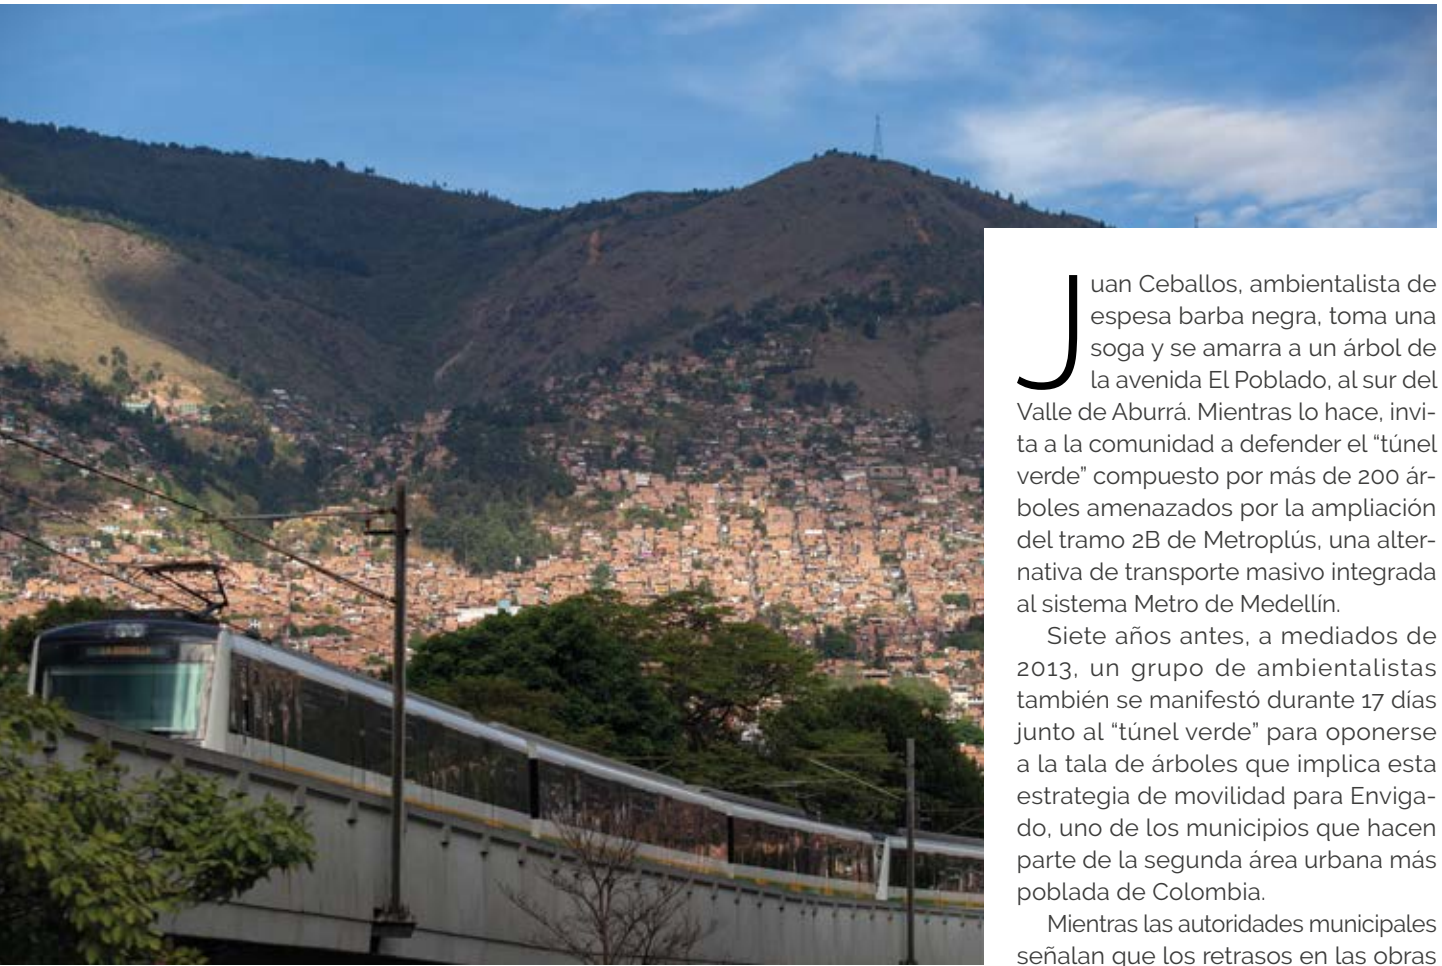 Juan Ceballos, ambientalista de
espesa barba negra, toma una
soga y se amarra a un árbol de
la avenida El Poblado, al sur del
Valle de Aburrá. Mientras lo hace, invi-
ta a la comunidad a defender el “túnel
verde” compuesto por más de 200 ár-
boles amenazados por la ampliación
del tramo 2B de Metroplús, una alter-
nativa de transporte masivo integrada
al sistema Metro de Medellín.
Siete años antes, a mediados de
2013, un grupo de ambientalistas
también se manifestó durante 17 días
junto al “túnel verde” para oponerse
a la tala de árboles que implica esta
estrategia de movilidad para Enviga-
do, uno de los municipios que hacen
parte de la segunda área urbana más
poblada de Colombia.
Mientras las autoridades municipales
señalan que los retrasos en las obras